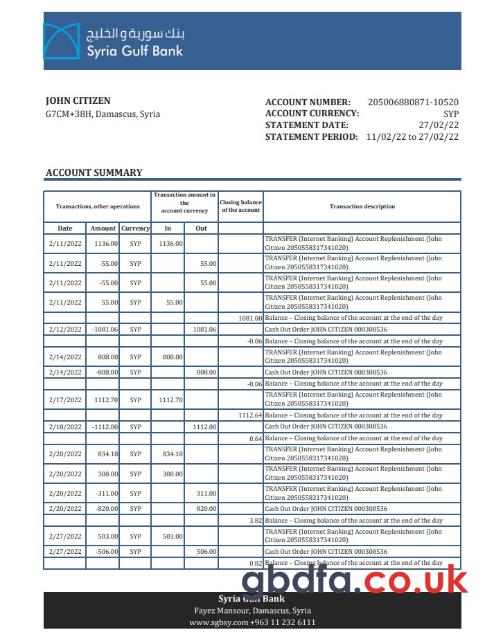 بنك سورية و الخليج
Syria Gulf Bank
JOHN CITIZEN
G7CM+38H, Damascus, Syria
ACCOUNT NUMBER: 205006880871-10520
ACCOUNT CURRENCY: SYP
STATEMENT DATE: 27/02/22
STATEMENT PERIOD: 11/02/22 to 27/02/22
ACCOUNT SUMMARY
Transactions, other operations
Transaction amount in
the
account currency
Closing balance
of the account
Transaction description
Date Amount Currency In Out
2/11/2022 1136.00 SYP 1136.00 TRANSFER (Internet Banking) Account Replenishment (John
Citizen 2050558317341020)
2/11/2022 -55.00 SYP 55.00 TRANSFER (Internet Banking) Account Replenishment (John
Citizen 2050558317341020)
2/11/2022 -55.00 SYP 55.00 TRANSFER (Internet Banking) Account Replenishment (John
Citizen 2050558317341020)
2/11/2022 55.00 SYP 55.00 TRANSFER (Internet Banking) Account Replenishment (John
Citizen 2050558317341020)
1081.00 Balance – Closing balance of the account at the end of the day
2/12/2022 -1081.06 SYP 1081.06 Cash Out Order JOHN CITIZEN 000308536
-0.06 Balance – Closing balance of the account at the end of the day
2/14/2022 808.00 SYP 808.00 TRANSFER (Internet Banking) Account Replenishment (John
Citizen 2050558317341020)
2/14/2022 -808.00 SYP 808.00 Cash Out Order JOHN CITIZEN 000308536
-0.06 Balance – Closing balance of the account at the end of the day
2/17/2022 1112.70 SYP 1112.70 TRANSFER (Internet Banking) Account Replenishment (John
Citizen 2050558317341020)
1112.64 Balance – Closing balance of the account at the end of the day
2/18/2022 -1112.00 SYP 1112.00 Cash Out Order JOHN CITIZEN 000308536
0.64 Balance – Closing balance of the account at the end of the day
2/20/2022 834.18 SYP 834.18 TRANSFER (Internet Banking) Account Replenishment (John
Citizen 2050558317341020)
2/20/2022 300.00 SYP 300.00 TRANSFER (Internet Banking) Account Replenishment (John
Citizen 2050558317341020)
2/20/2022 -311.00 SYP 311.00 TRANSFER (Internet Banking) Account Replenishment (John
Citizen 2050558317341020)
2/20/2022 -820.00 SYP 820.00 Cash Out Order JOHN CITIZEN 000308536
3.82 Balance – Closing balance of the account at the end of the day
2/27/2022 503.00 SYP 503.00 TRANSFER (Internet Banking) Account Replenishment (John
Citizen 2050558317341020)
2/27/2022 -506.00 SYP 506.00 Cash Out Order JOHN CITIZEN 000308536
0.82 Balance – Closing balance of the account at the end of the day
gbdfa.co.uk
Syria Gulf Bank
Fayez Mansour, Damascus, Syria
www.sgbsy.com +963 11 232 6111